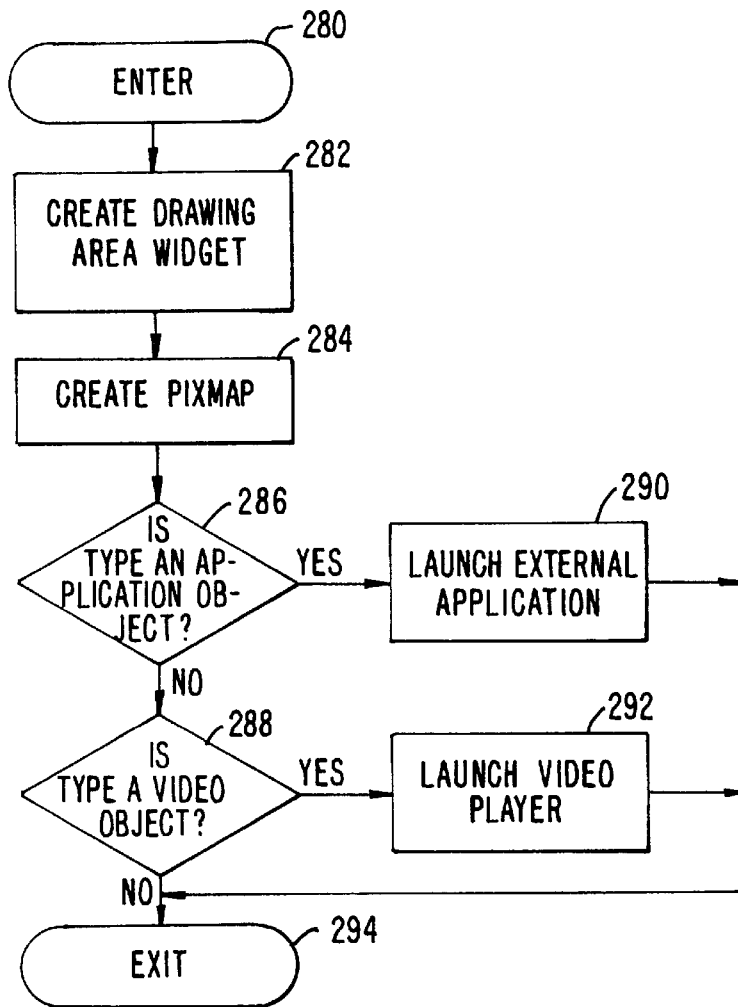 280
ENTER
282
CREATE DRAWING
AREA WIDGET
284
CREATE PIXMAP
286
IS
TYPE AN AP-
PLICATION OB-
JECT?
YES
290
LAUNCH EXTERNAL
APPLICATION
NO
288
IS
TYPE A VIDEO
OBJECT?
YES
292
LAUNCH VIDEO
PLAYER
NO
294
EXIT